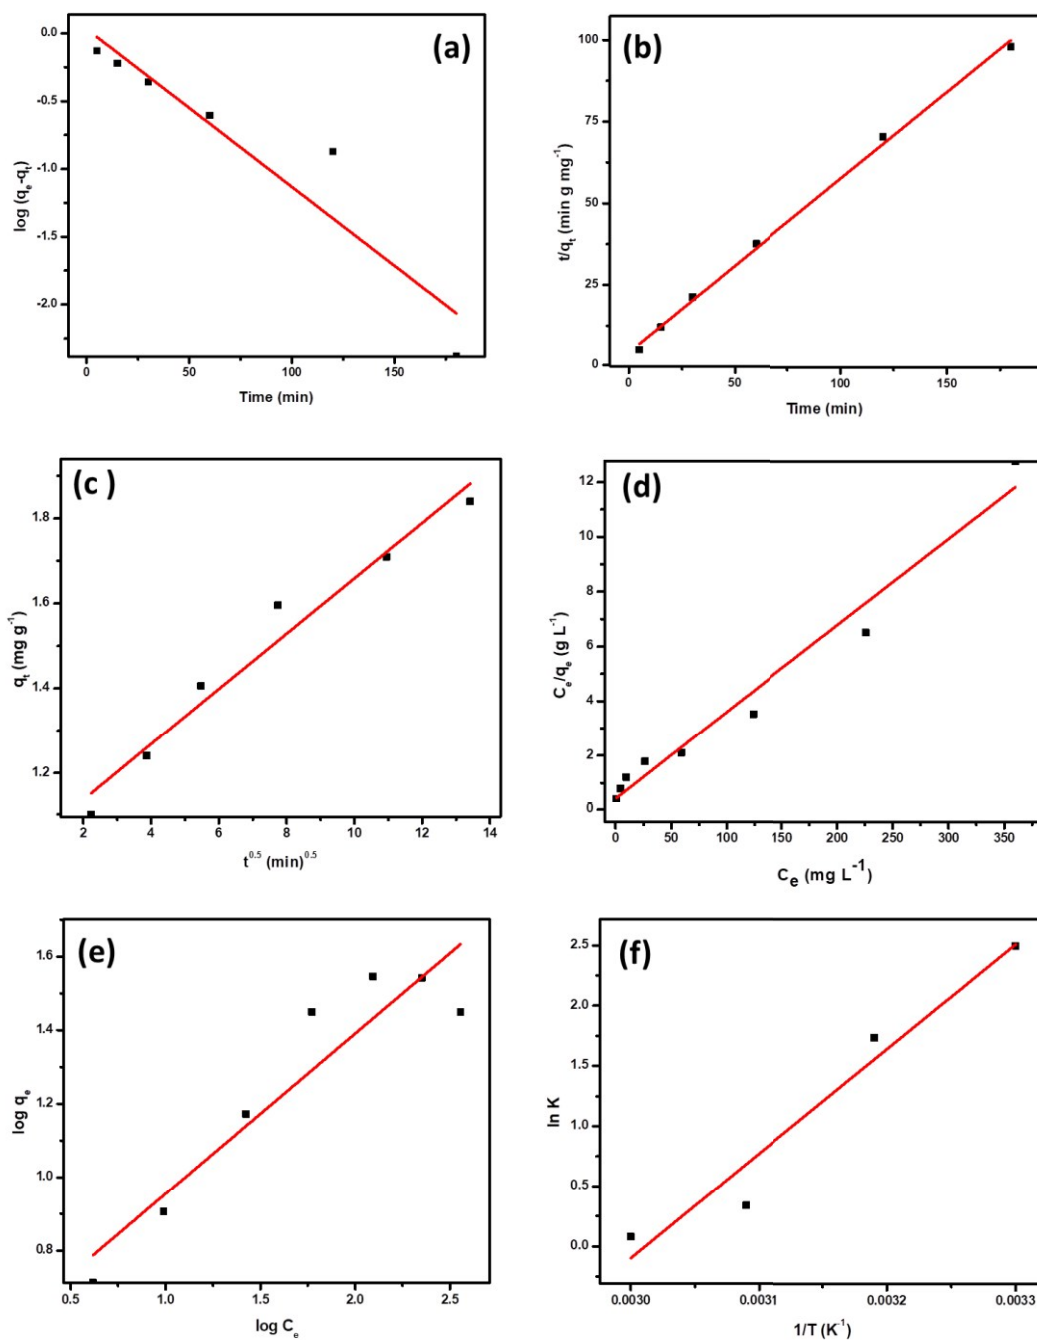 (a)
0.0
-0.5
-1.0
-1.5
-2.0
log (qe-qt)
0 50 100 150
Time (min)
(b)
100
75
50
25
0
t/qt (min g mg-1)
0 50 100 150
Time (min)
(c )
1.8
1.6
1.4
1.2
qt (mg g-1)
2 4 6 8 10 12 14
t0.5 (min)0.5
(d)
12
10
8
6
4
2
0
Ce/qe (g L-1)
0 50 100 150 200 250 300 350
Ce (mg L-1)
(e)
1.6
1.4
1.2
1.0
0.8
log qe
0.5 1.0 1.5 2.0 2.5
log Ce
(f)
2.5
2.0
1.5
1.0
0.5
0.0
ln K
0.0030 0.0031 0.0032 0.0033
1/T (K-1)